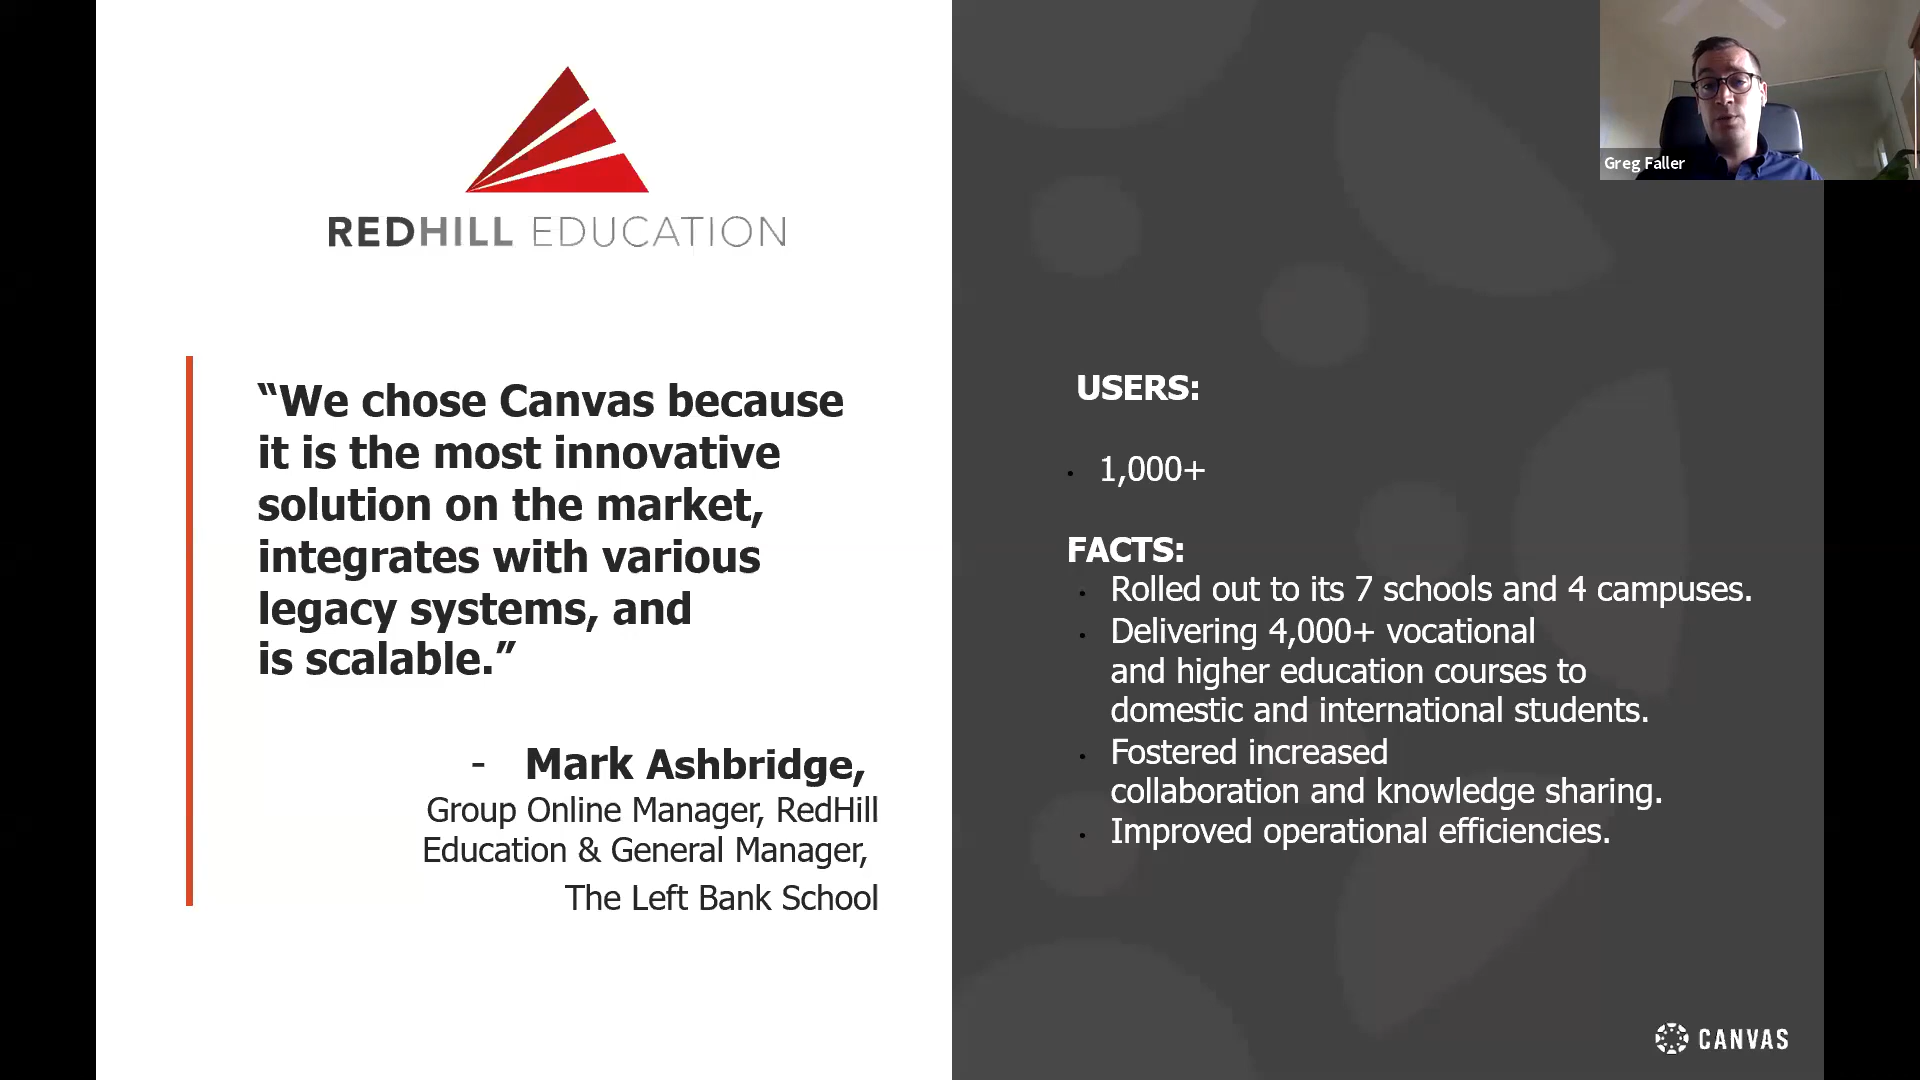 REDHILL EDUCATION
“We chose Canvas because
it is the most innovative
solution on the market,
integrates with various
legacy systems, and
is scalable.”
- Mark Ashbridge,
Group Online Manager, RedHill
Education & General Manager,
The Left Bank School
Greg Faller
USERS:
· 1,000+
FACTS:
· Rolled out to its 7 schools and 4 campuses.
· Delivering 4,000+ vocational
and higher education courses to
domestic and international students.
· Fostered increased
collaboration and knowledge sharing.
· Improved operational efficiencies.
CANVAS